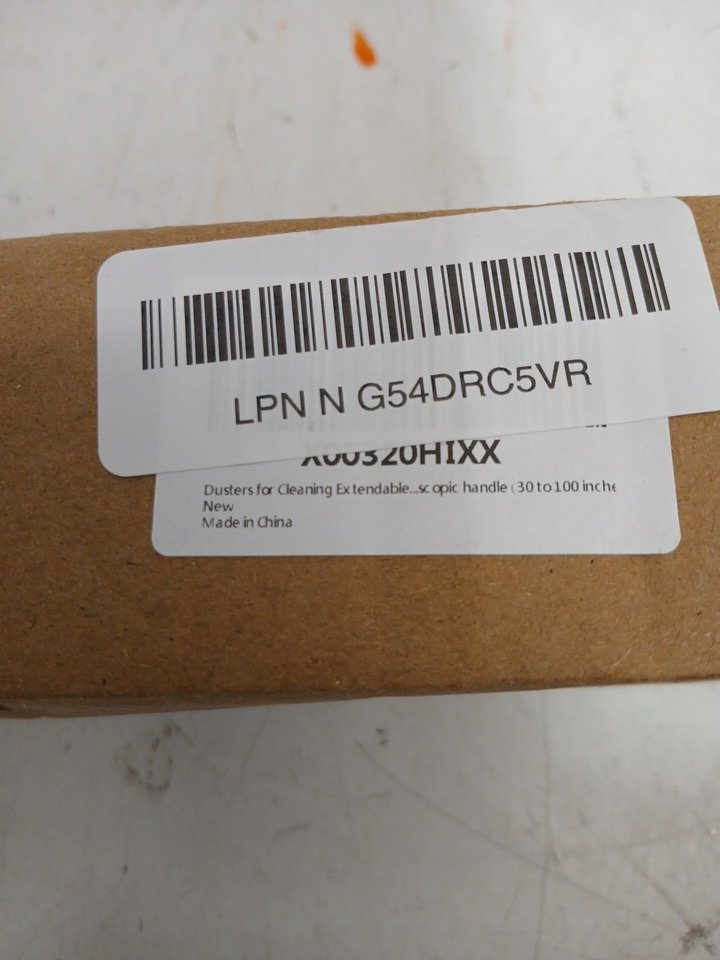 LPN N G54DRC5VR
X00320HIXX
Dusters for Cleaning Extendable...scopic handle (30 to 100 inche
New
Made in China